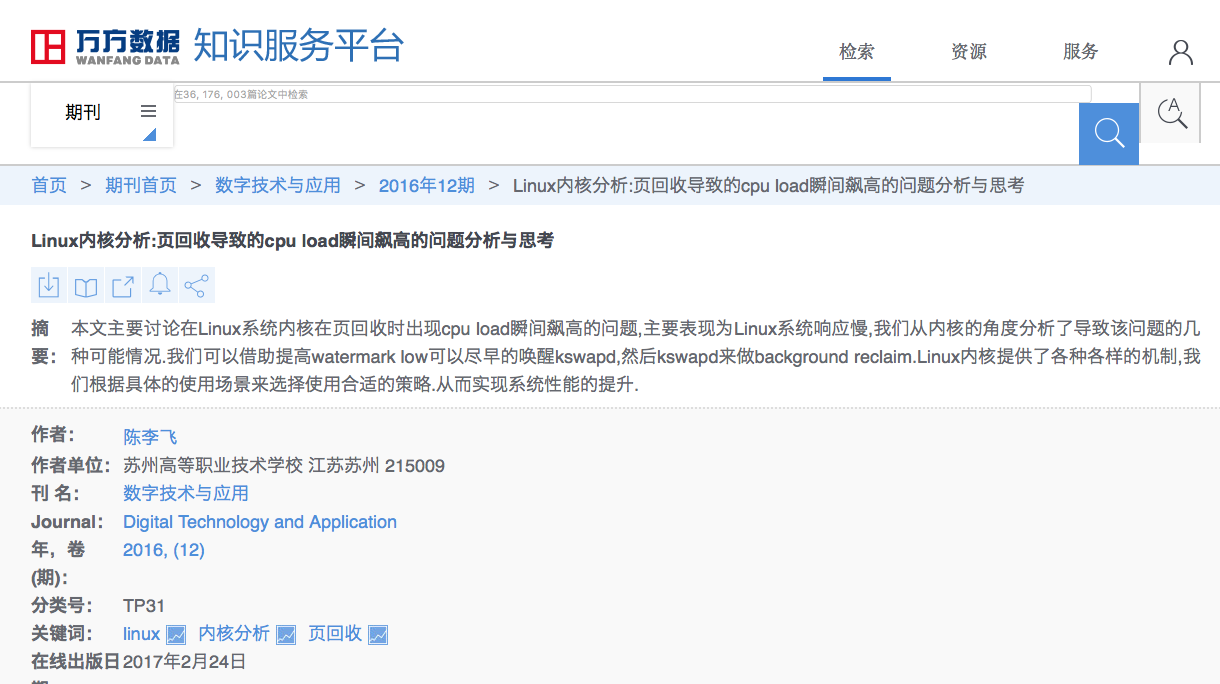 万方数据
WANFANG DATA
知识服务平台
检索
资源
服务
期刊
在36, 176, 003篇论文中检索
A
首页 > 期刊首页 > 数字技术与应用 > 2016年12期 > Linux内核分析:页回收导致的cpu load瞬间飙高的问题分析与思考
Linux内核分析:页回收导致的cpu load瞬间飙高的问题分析与思考
摘 本文主要讨论在Linux系统内核在页回收时出现cpu load瞬间飙高的问题,主要表现为Linux系统响应慢,我们从内核的角度分析了导致该问题的几
要： 种可能情况.我们可以借助提高watermark low可以尽早的唤醒kswapd,然后kswapd来做background reclaim.Linux内核提供了各种各样的机制,我
们根据具体的使用场景来选择使用合适的策略.从而实现系统性能的提升.
作者： 陈李飞
作者单位： 苏州高等职业技术学校 江苏苏州 215009
刊 名： 数字技术与应用
Journal： Digital Technology and Application
年，卷 2016, (12)
(期)：
分类号： TP31
关键词： linux 内核分析 页回收
在线出版日 2017年2月24日